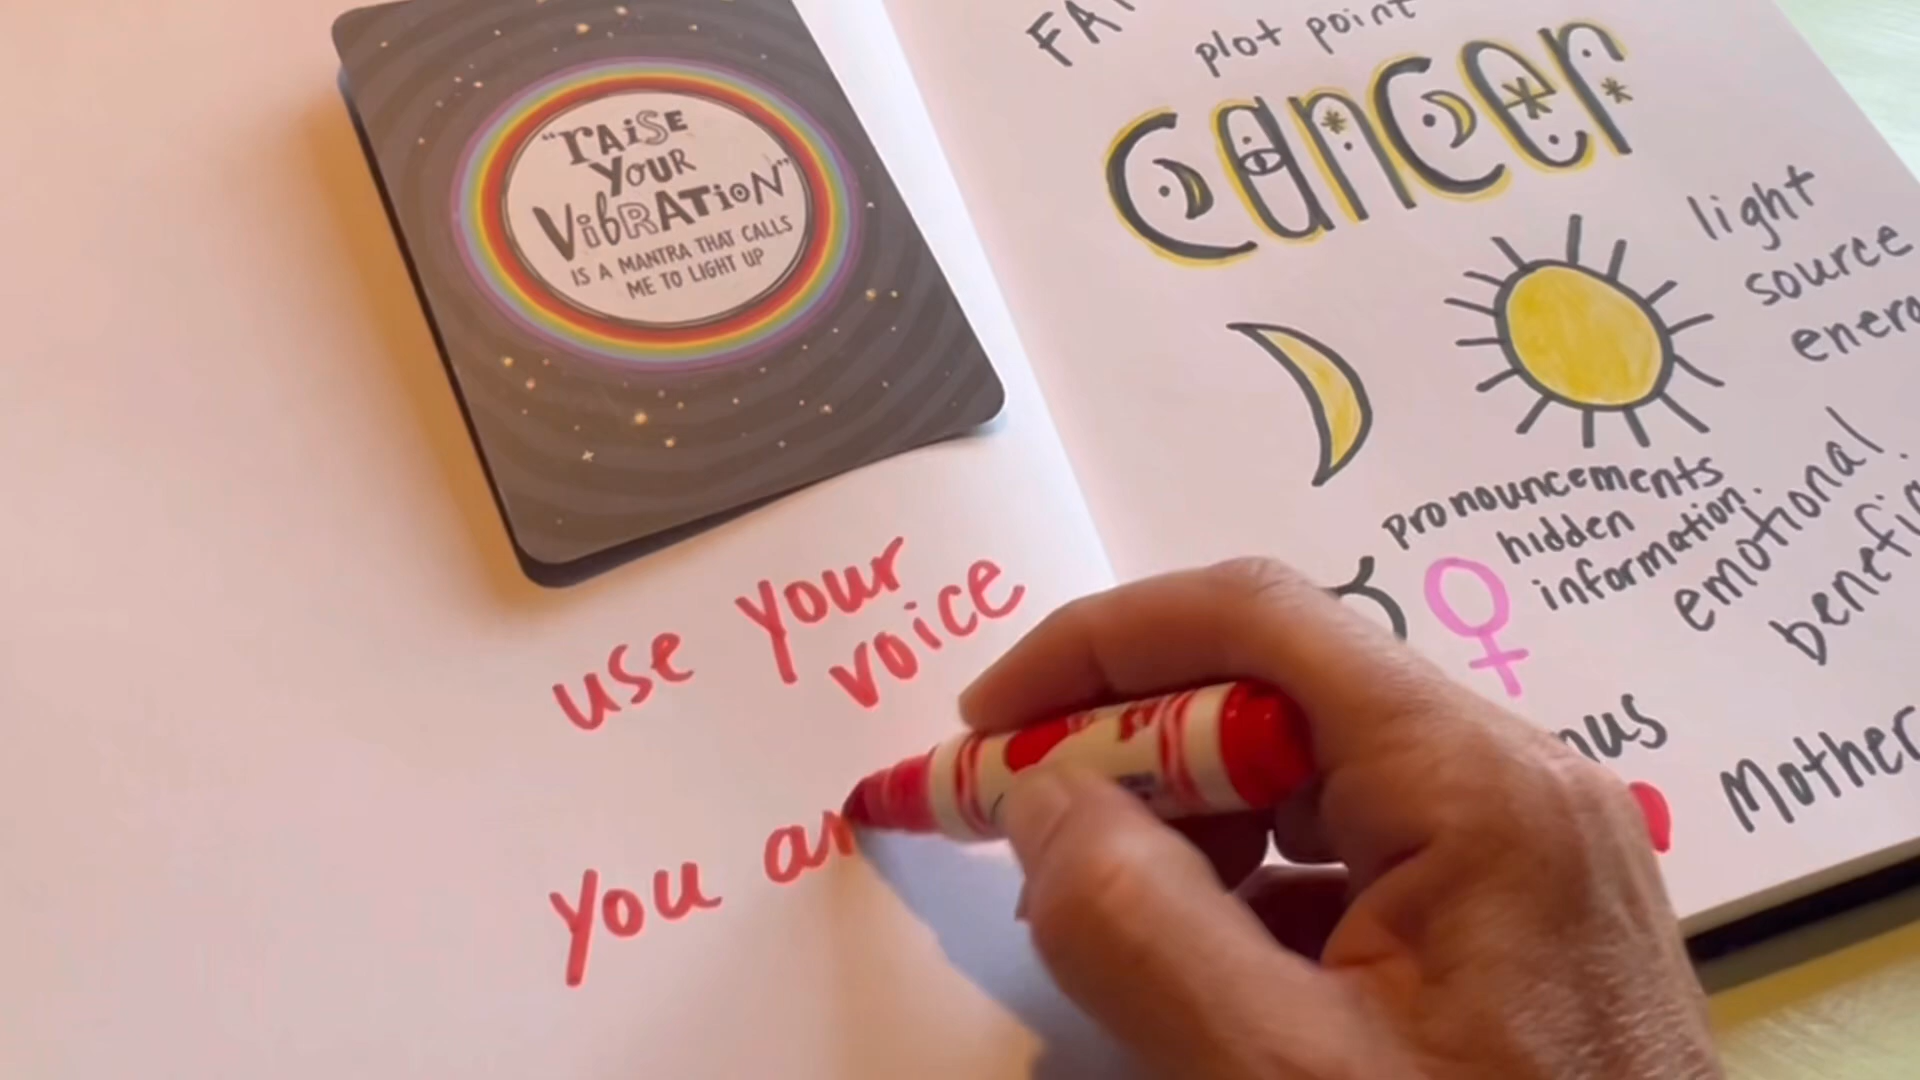 "RAISE
YOUR
VIBRATION"
IS A MANTRA THAT CALLS
ME TO LIGHT UP
use your
voice
you
plot point
cancer
light
source
pronouncements
hidden
information.
emotional
Mother